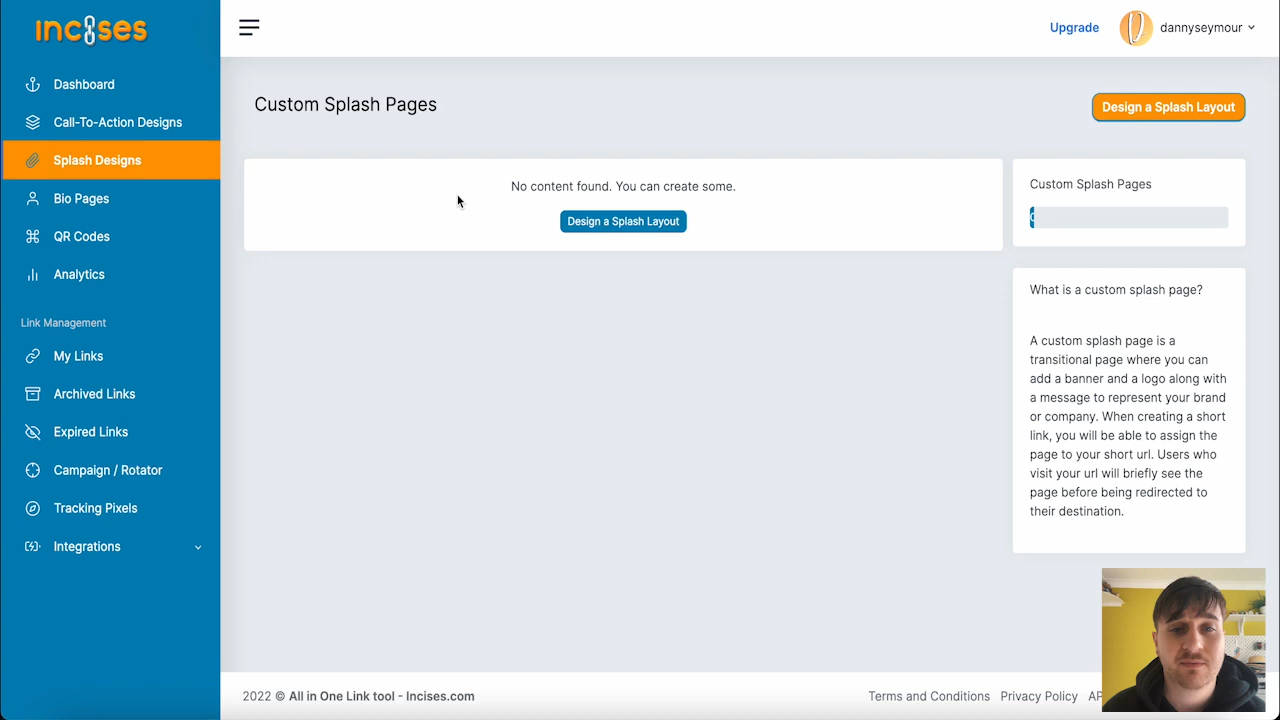 incises
Dashboard
Call-To-Action Designs
Splash Designs
Bio Pages
QR Codes
Analytics
Link Management
My Links
Archived Links
Expired Links
Campaign / Rotator
Tracking Pixels
Integrations
Upgrade
dannyseymour
Custom Splash Pages
Design a Splash Layout
No content found. You can create some.
Design a Splash Layout
Custom Splash Pages
What is a custom splash page?
A custom splash page is a
transitional page where you can
add a banner and a logo along with
a message to represent your brand
or company. When creating a short
link, you will be able to assign the
page to your short url. Users who
visit your url will briefly see the
page before being redirected to
their destination.
2022 © All in One Link tool - Incises.com
Terms and Conditions Privacy Policy